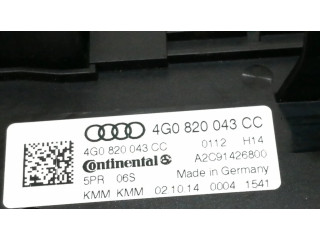 4G0 820 043 CC
4G0 820 043 CC 0112 H14
Continental A2C91426800
5PR 06S Made in Germany
KMM KMM 02.10.14 0004 1541